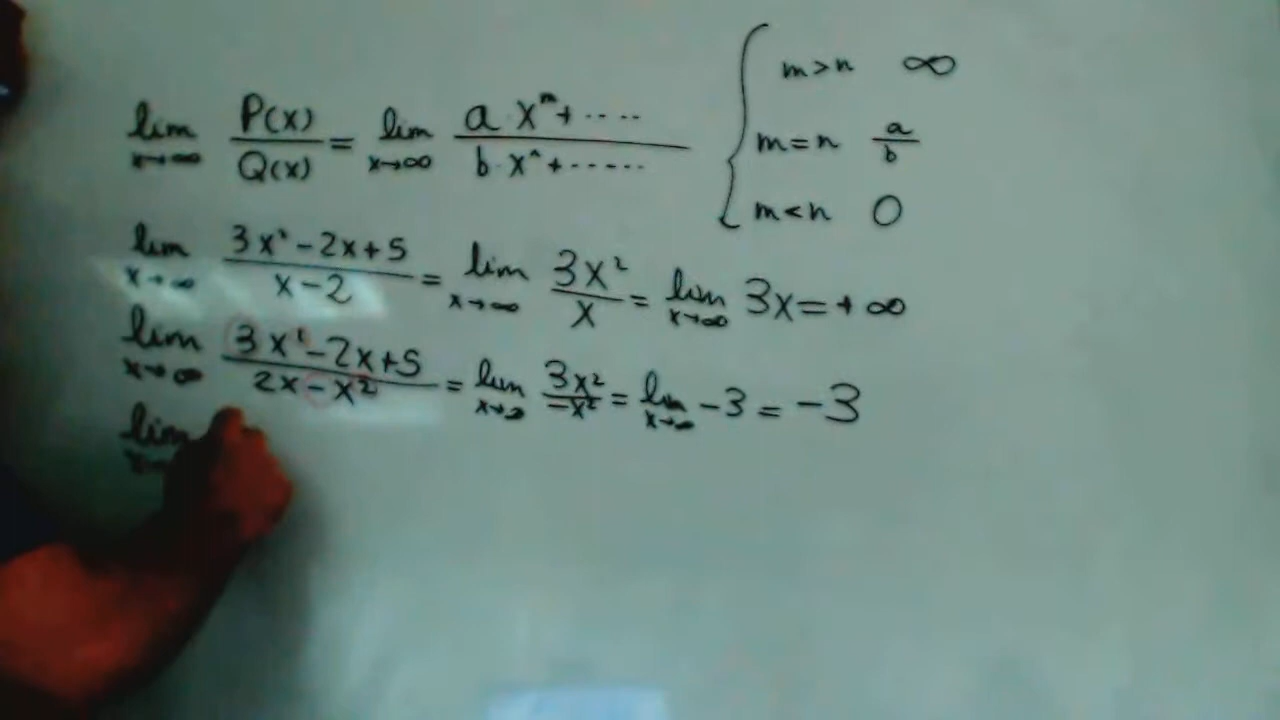 lim x→∞ P(x)/Q(x) = lim x→∞ a·x^m+····/b·x^n+······ { m>n ∞
m=n a/b
m<n 0
lim x→∞ 3x²-2x+5/x-2 = lim x→∞ 3x²/x = lim x→∞ 3x=+∞
lim x→∞ 3x²-2x+5/2x-x² = lim x→∞ 3x²/-x² = lim x→∞ -3 = -3
lim